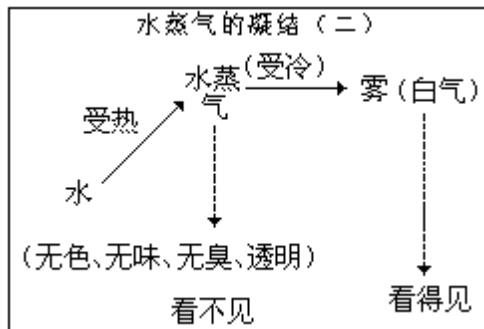 水蒸气的凝结（二）
水蒸气
(受冷)
雾(白气)
受热
水
(无色、无味、无臭、透明)
看不见
看得见